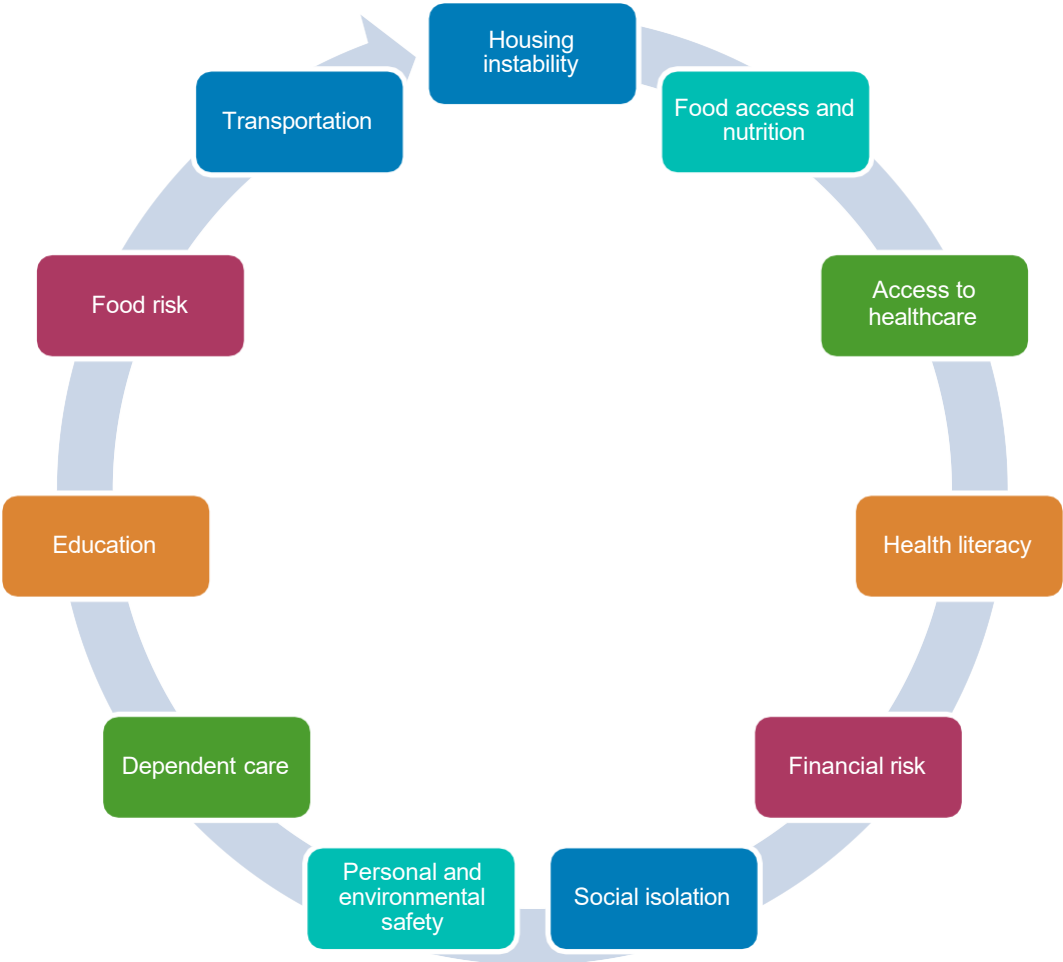 Housing
instability
Food access and
nutrition
Access to
healthcare
Health literacy
Financial risk
Social isolation
Personal and
environmental
safety
Dependent care
Education
Food risk
Transportation